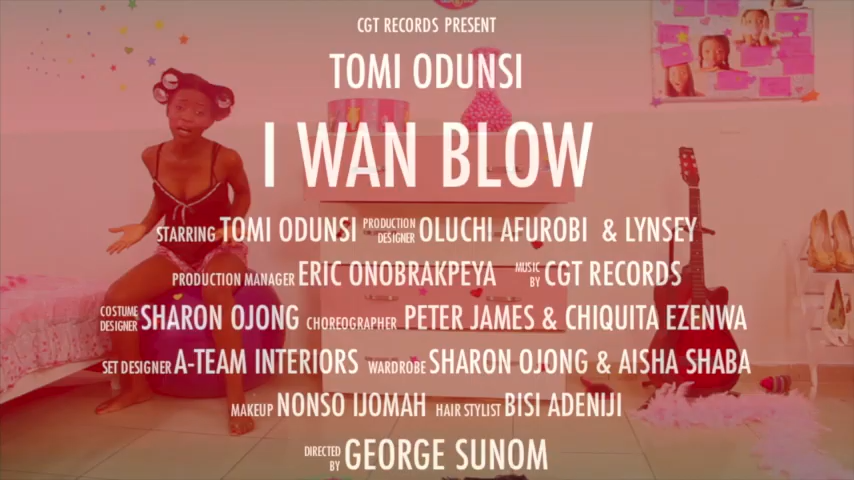 CGT RECORDS PRESENT
TOMI ODUNSI
I WAN BLOW
STARRING TOMI ODUNSI PRODUCTION DESIGNER OLUCHI AFUROBI & LYNSEY
PRODUCTION MANAGER ERIC ONOBRAKPEYA MUSIC BY CGT RECORDS
COSTUME DESIGNER SHARON OJONG CHOREOGRAPHER PETER JAMES & CHIQUITA EZENWA
SET DESIGNER A-TEAM INTERIORS WARDROBE SHARON OJONG & AISHA SHABA
MAKEUP NONSO IJOMAH HAIR STYLIST BISI ADENIJI
DIRECTED BY GEORGE SUNOM